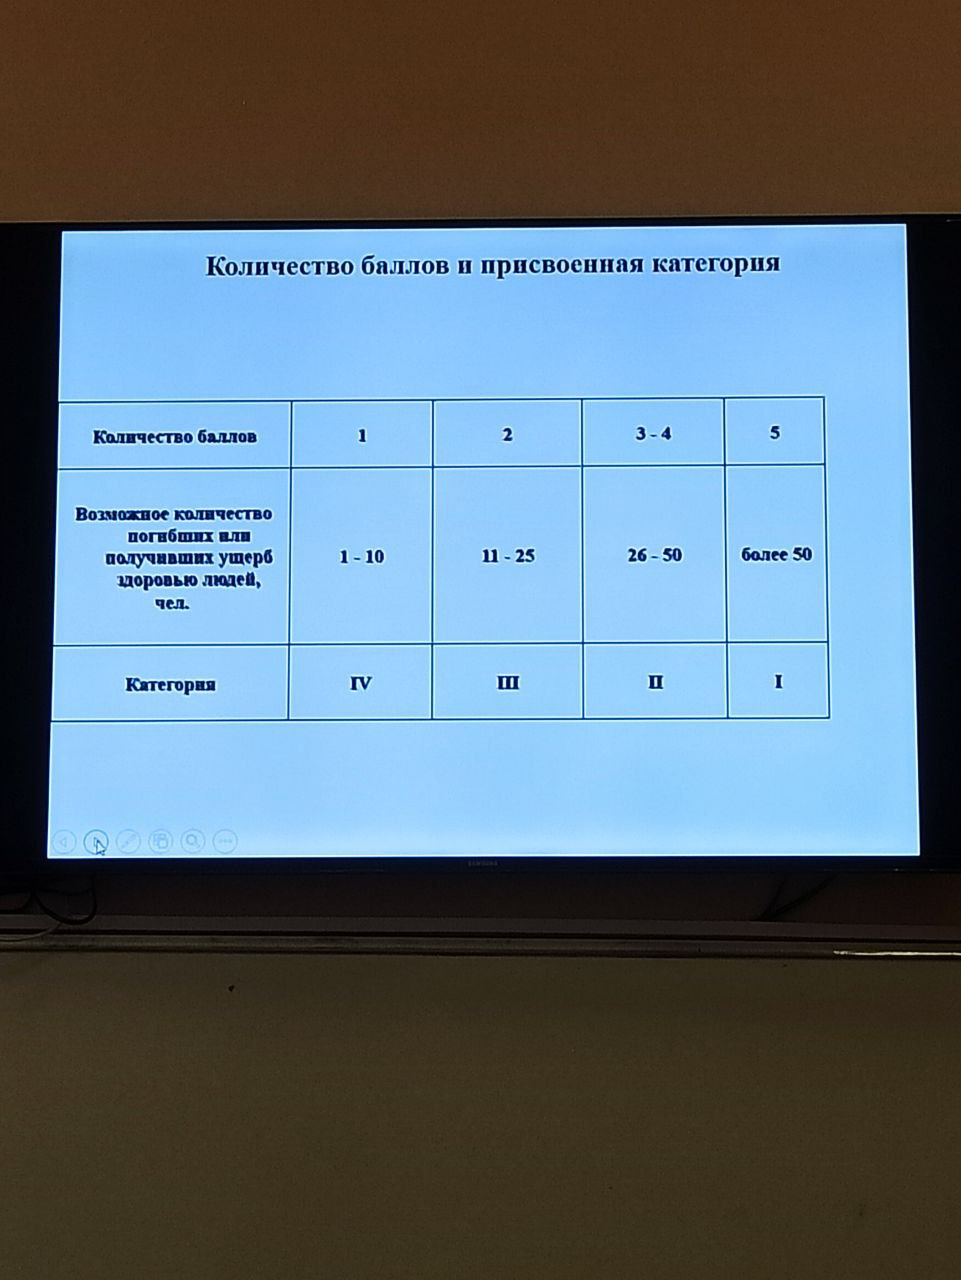 Количество баллов и присвоенная категория
Количество баллов 1 2 3 - 4 5
Возможное количество
погибших или
получивших ущерб
здоровью людей,
чел.
1 - 10 11 - 25 26 - 50 более 50
Категория IV III II I
SAMSUNG